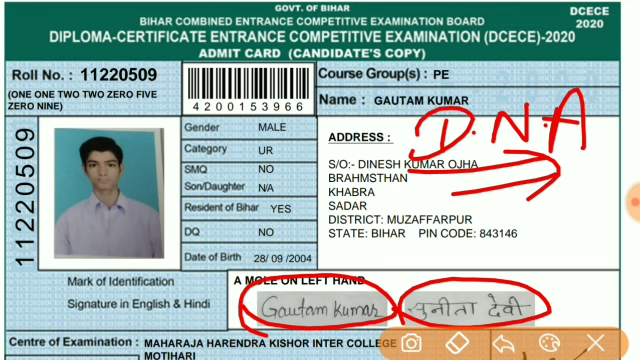 GOVT. OF BIHAR
BIHAR COMBINED ENTRANCE COMPETITIVE EXAMINATION BOARD
DIPLOMA-CERTIFICATE ENTRANCE COMPETITIVE EXAMINATION (DCECE)-2020
ADMIT CARD (CANDIDATE'S COPY)
DCECE
2020
Roll No. : 11220509
(ONE ONE TWO TWO ZERO FIVE
ZERO NINE)
4200153966
Course Group(s) : PE
Name : GAUTAM KUMAR
11220509
Gender MALE
Category UR
SMQ NO
Son/Daughter N/A
Resident of Bihar YES
DQ NO
Date of Birth 28/ 09 /2004
ADDRESS :
D.N.A
S/O:- DINESH KUMAR OJHA
BRAHMSTHAN
KHABRA
SADAR
DISTRICT: MUZAFFARPUR
STATE: BIHAR PIN CODE: 843146
Mark of Identification A MOLE ON LEFT HAND
Signature in English & Hindi Gautam Kumar सुनीता देवी
Centre of Examination : MAHARAJA HARENDRA KISHOR INTER COLLEGE
MOTIHARI